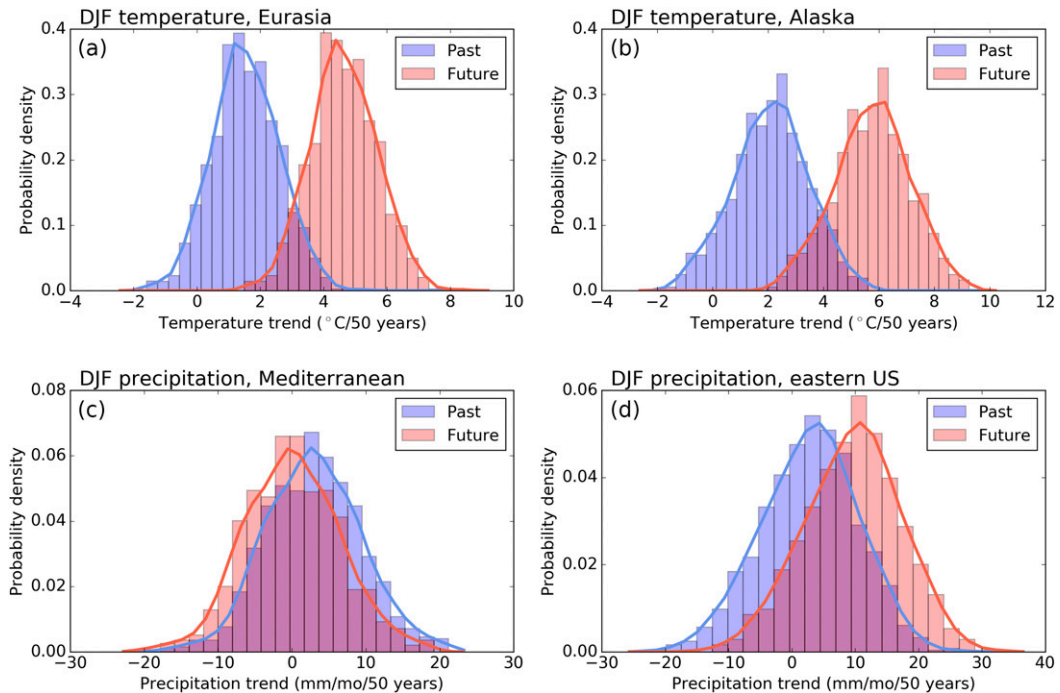 DJF temperature, Eurasia
(a)
Past
Future
Probability density
0.4
0.3
0.2
0.1
0.0
−4 −2 0 2 4 6 8 10
Temperature trend (°C/50 years)
DJF temperature, Alaska
(b)
Past
Future
Probability density
0.4
0.3
0.2
0.1
0.0
−4 −2 0 2 4 6 8 10 12
Temperature trend (°C/50 years)
DJF precipitation, Mediterranean
(c)
Past
Future
Probability density
0.08
0.06
0.04
0.02
0.00
−30 −20 −10 0 10 20 30
Precipitation trend (mm/mo/50 years)
DJF precipitation, eastern US
(d)
Past
Future
Probability density
0.06
0.04
0.02
0.00
−30 −20 −10 0 10 20 30 40
Precipitation trend (mm/mo/50 years)